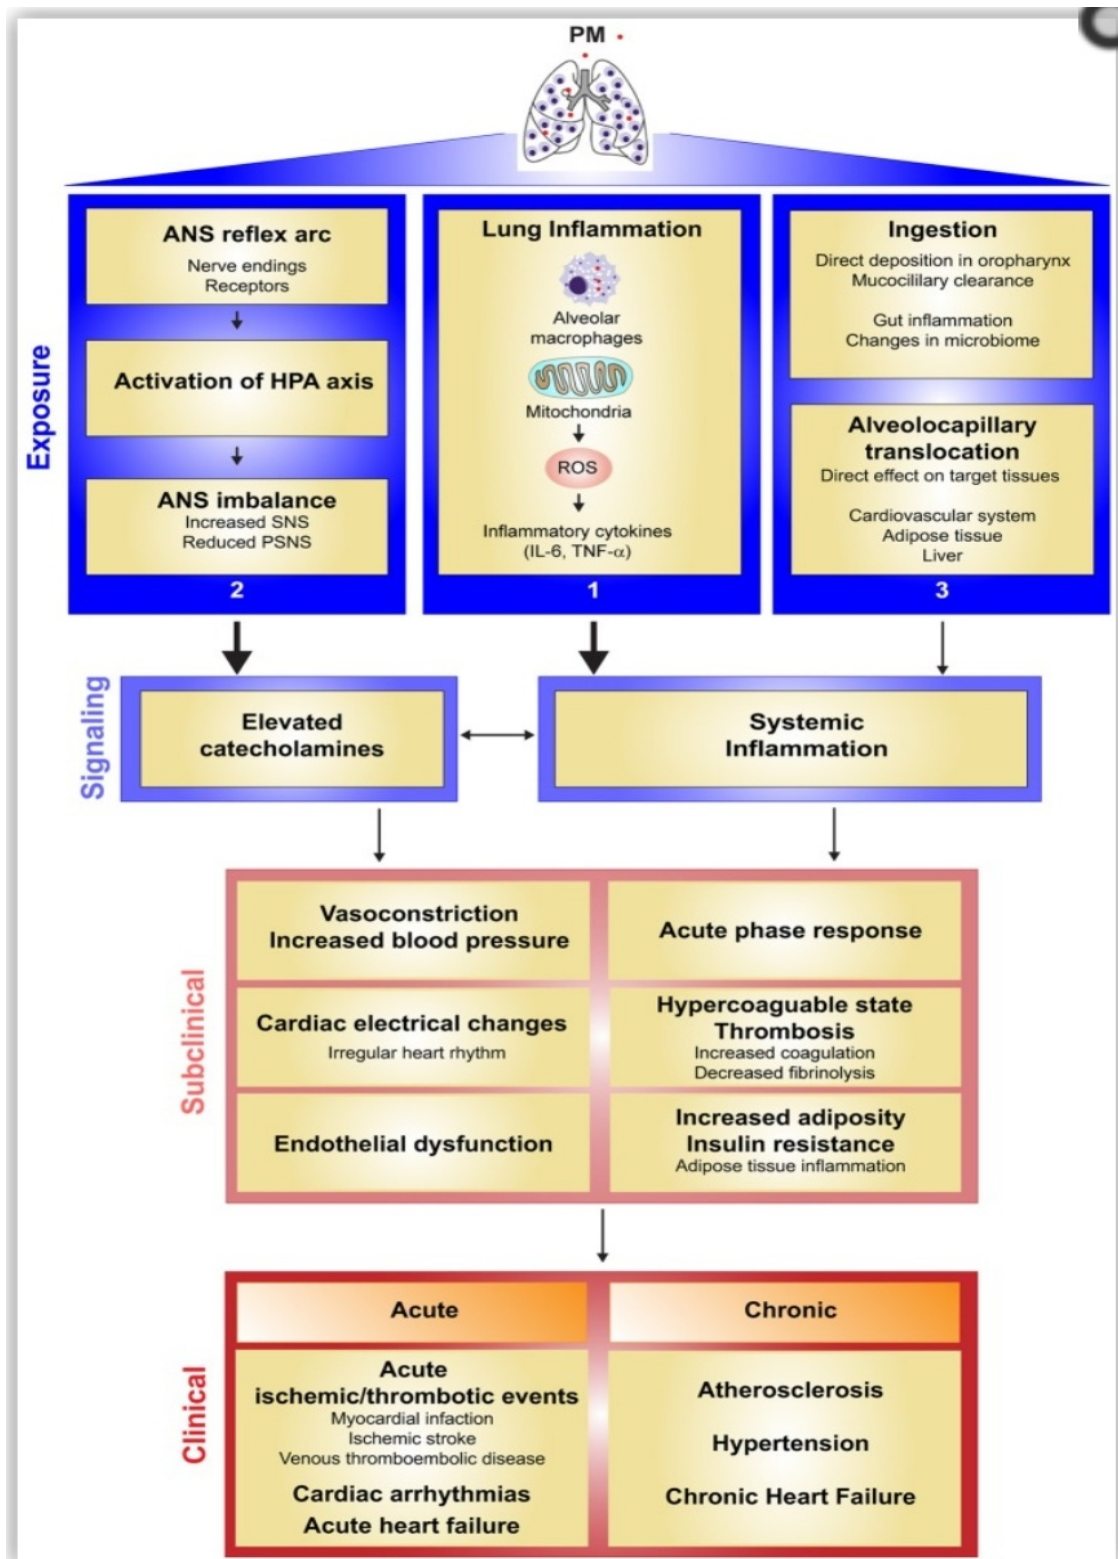 PM
Exposure
ANS reflex arc
Nerve endings
Receptors
Activation of HPA axis
ANS imbalance
Increased SNS
Reduced PSNS
2
Lung Inflammation
Alveolar
macrophages
Mitochondria
ROS
Inflammatory cytokines
(IL-6, TNF-α)
1
Ingestion
Direct deposition in oropharynx
Mucocililary clearance
Gut inflammation
Changes in microbiome
Alveolocapillary
translocation
Direct effect on target tissues
Cardiovascular system
Adipose tissue
Liver
3
Signaling
Elevated
catecholamines
Systemic
Inflammation
Subclinical
Vasoconstriction
Increased blood pressure
Acute phase response
Cardiac electrical changes
Irregular heart rhythm
Hypercoaguable state
Thrombosis
Increased coagulation
Decreased fibrinolysis
Endothelial dysfunction
Increased adiposity
Insulin resistance
Adipose tissue inflammation
Clinical
Acute
Chronic
Acute
ischemic/thrombotic events
Myocardial infaction
Ischemic stroke
Venous thromboembolic disease
Cardiac arrhythmias
Acute heart failure
Atherosclerosis
Hypertension
Chronic Heart Failure